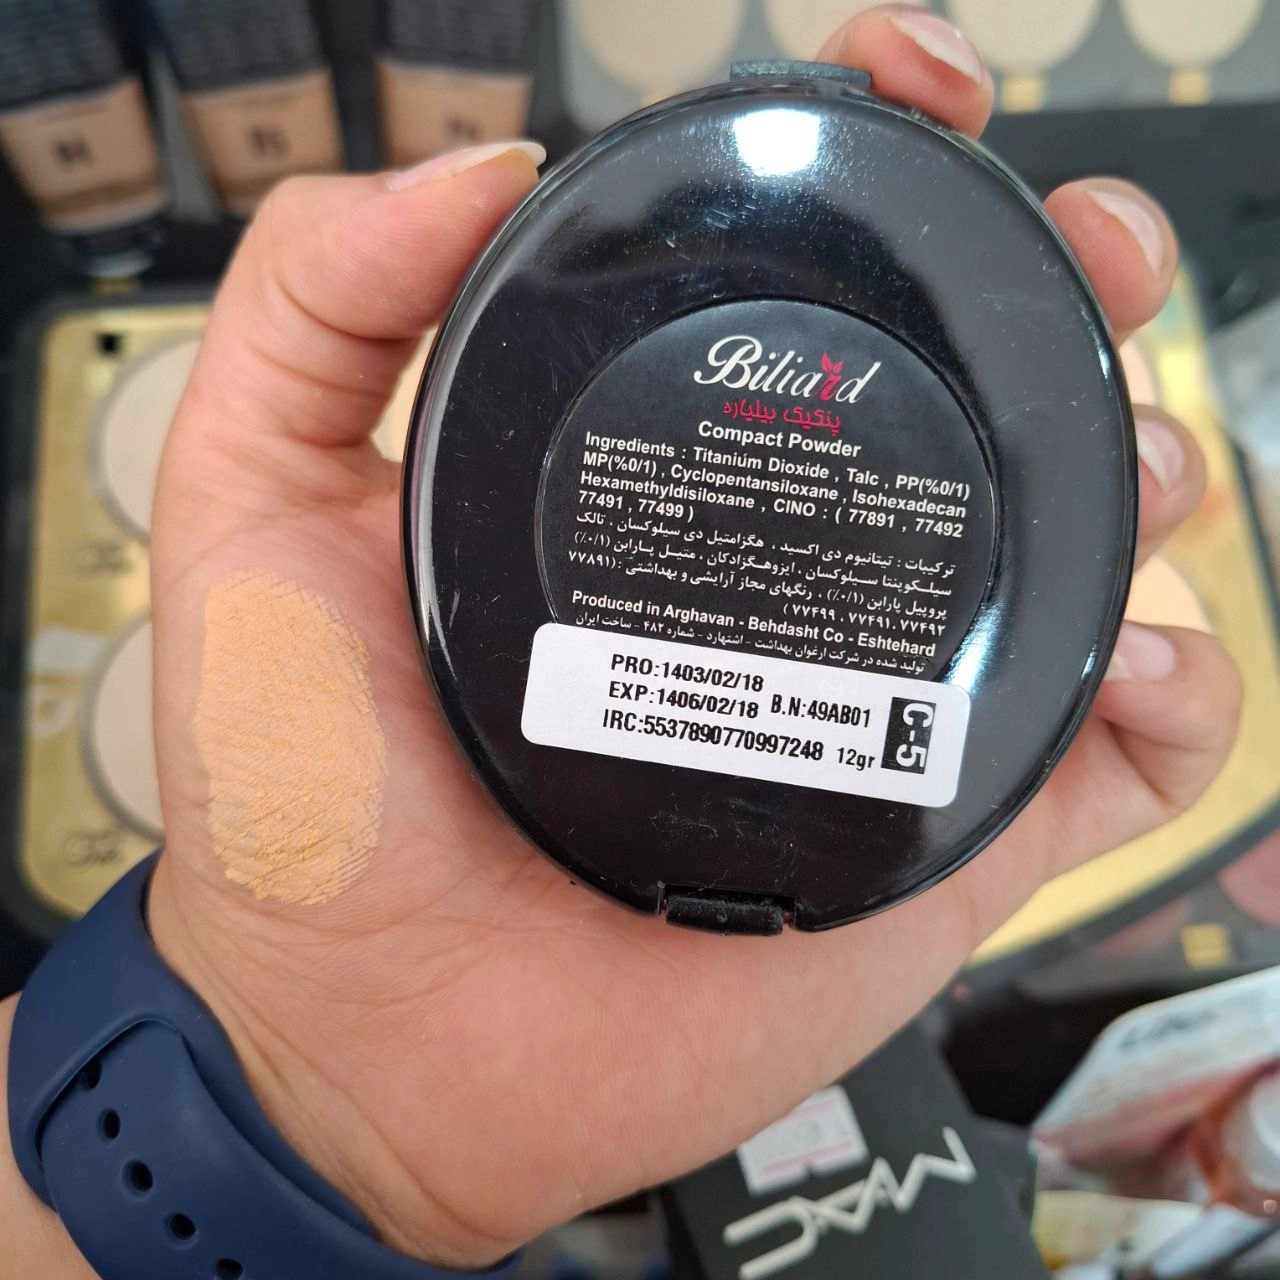 Biliard
پنکیک بیلیارد
Compact Powder
Ingredients : Titanium Dioxide , Talc , PP(%0/1)
MP(%0/1) , Cyclopentansiloxane , Isohexadecan
Hexamethyldisiloxane , CINO : ( 77891 , 77492
77491 , 77499 )
ترکیبات : تیتانیوم دی اکسید ، هگزامتیل دی سیلوکسان ، تالک
سیلکوپنتا سیلوکسان ، ایزوهگزادکان ، متیل پارابن (۰/۱٪)
پروپیل پارابن (۰/۱٪) ، رنگهای مجاز آرایشی و بهداشتی : (۷۷۸۹۱
۷۷۴۹۲ ،۷۷۴۹۱ ، ۷۷۴۹۹ )
Produced in Arghavan - Behdasht Co - Eshtehard
تولید شده در شرکت ارغوان بهداشت - اشتهارد - شماره ۴۸۲ - ساخت ایران
PRO:1403/02/18
EXP:1406/02/18 B.N:49AB01
IRC:5537890770997248 12gr
C-5
MAC